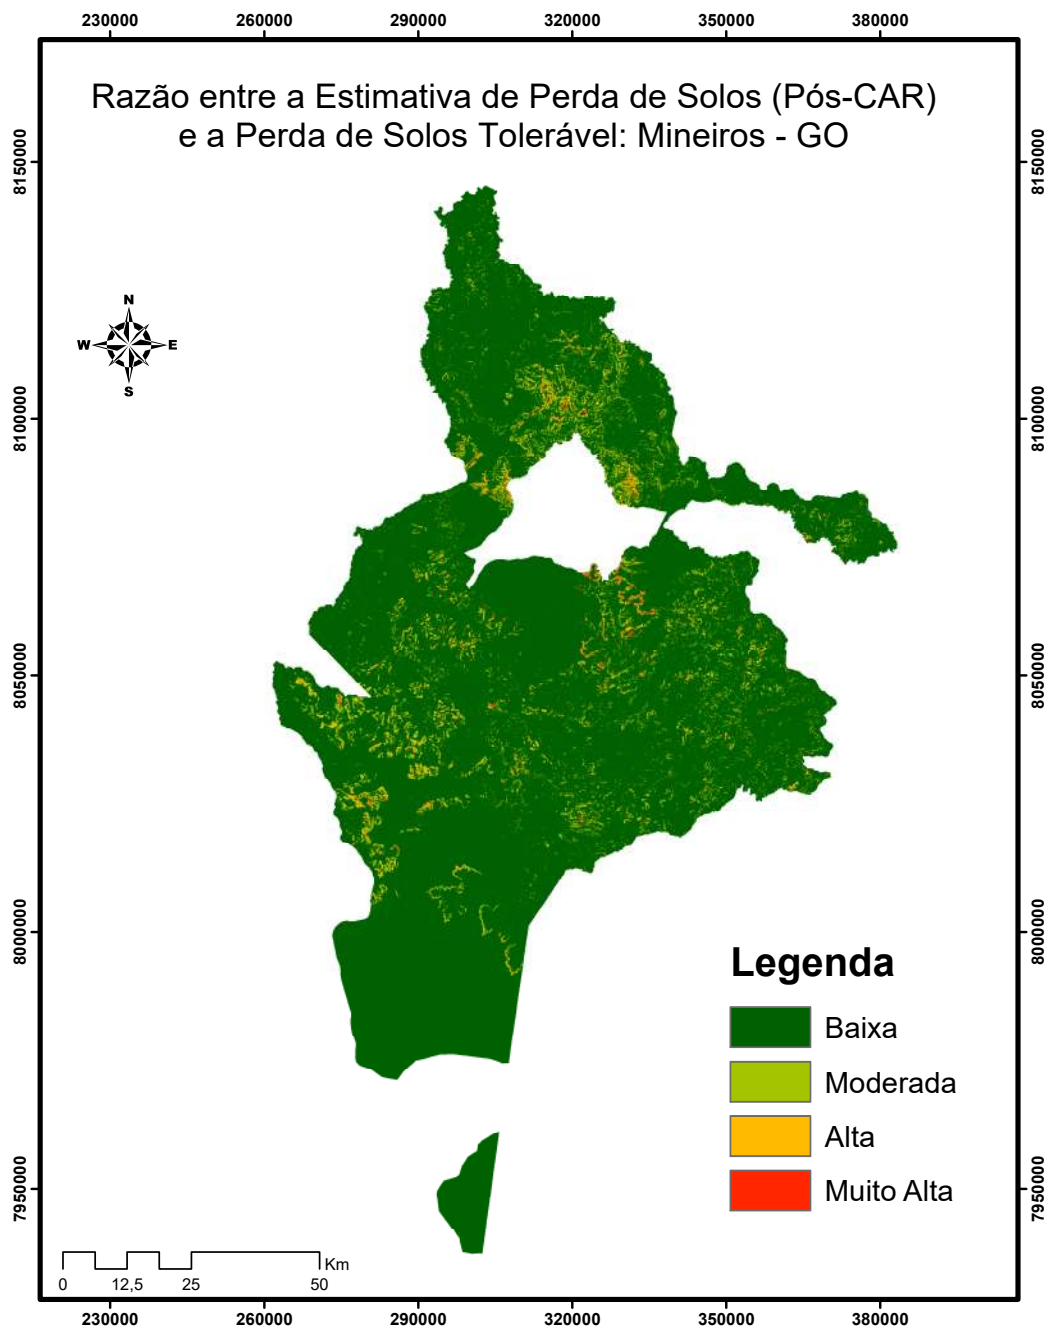 230000 260000 290000 320000 350000 380000
Razão entre a Estimativa de Perda de Solos (Pós-CAR)
e a Perda de Solos Tolerável: Mineiros - GO
8150000 8150000
N
W E
S
8100000 8100000
8050000 8050000
8000000 8000000
Legenda
Baixa
Moderada
Alta
Muito Alta
7950000 7950000
Km
0 12,5 25 50
230000 260000 290000 320000 350000 380000